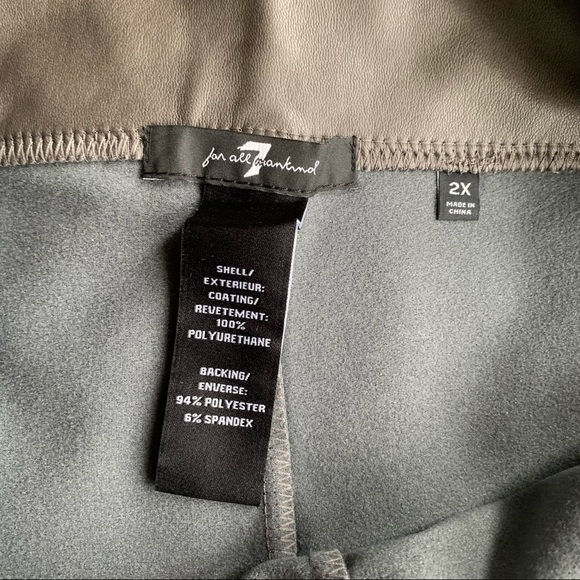 7
for all mankind
2X
MADE IN
CHINA
SHELL/
EXTERIEUR:
COATING/
REVETEMENT:
100%
POLYURETHANE
BACKING/
ENVERSE:
94% POLYESTER
6% SPANDEX